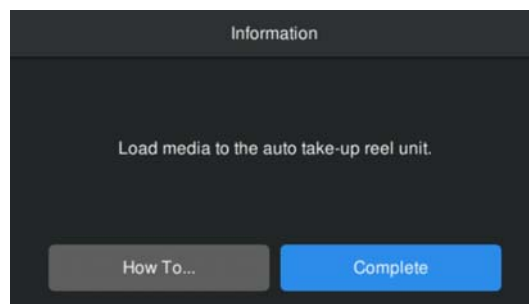 Information
Load media to the auto take-up reel unit.
How To...
Complete